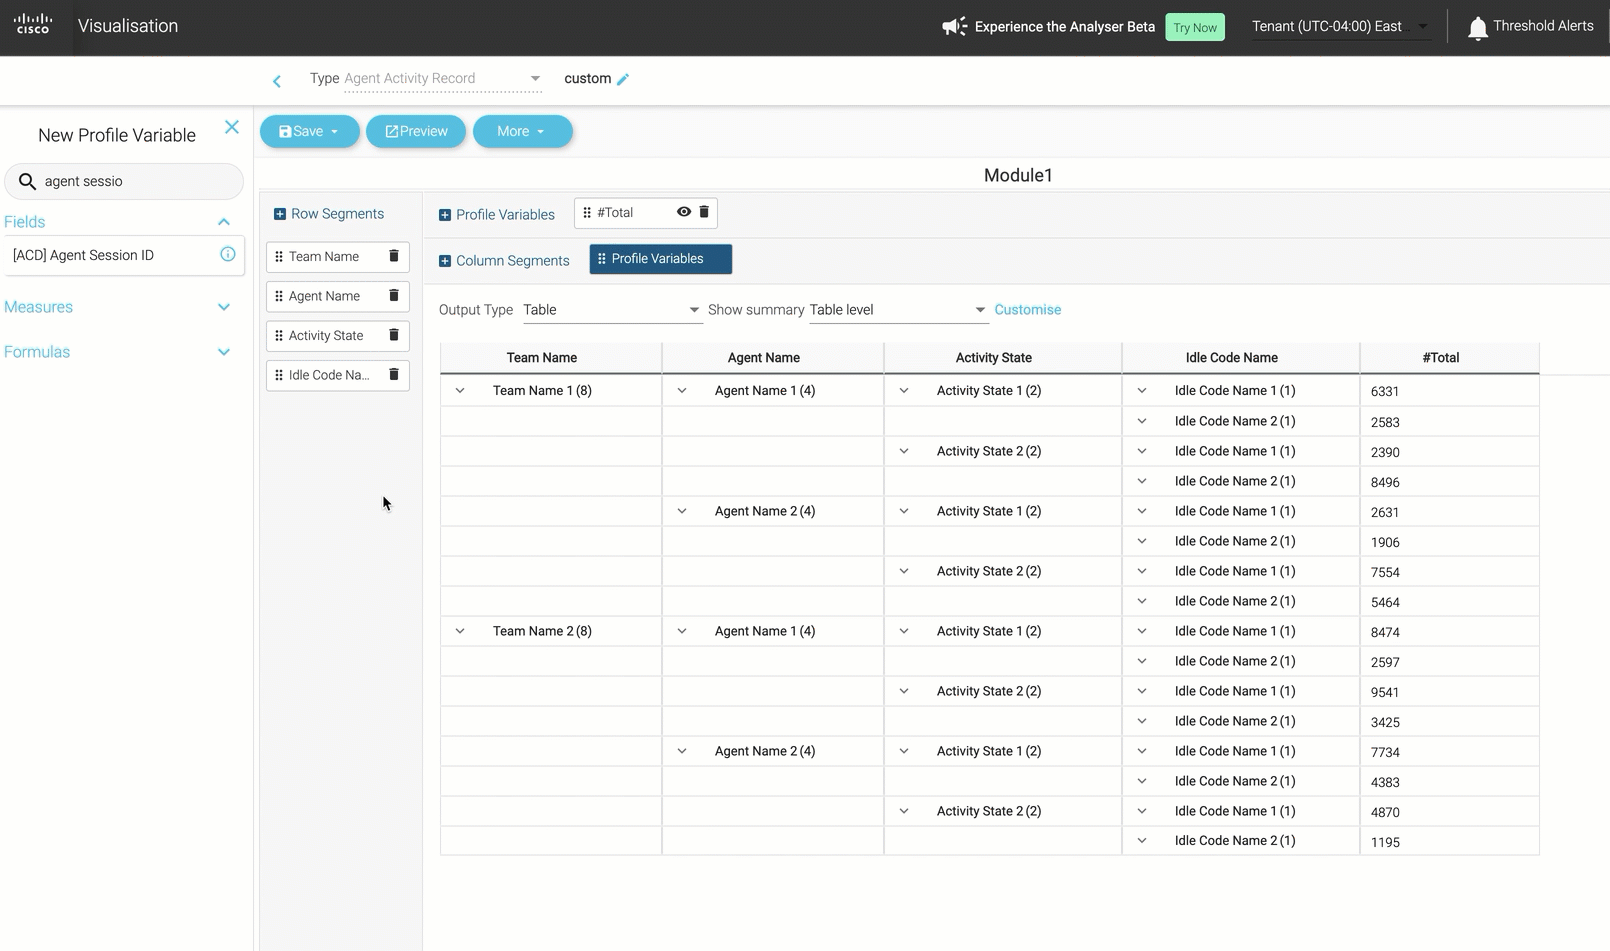 cisco Visualisation Experience the Analyser Beta Try Now Tenant (UTC-04:00) East Threshold Alerts
Type Agent Activity Record custom
New Profile Variable
agent sessio
Fields
[ACD] Agent Session ID
Measures
Formulas
Save Preview More
Module1
Row Segments
Team Name
Agent Name
Activity State
Idle Code Na...
Profile Variables #Total
Column Segments Profile Variables
Output Type Table Show summary Table level Customise
Team Name Agent Name Activity State Idle Code Name #Total
Team Name 1 (8) Agent Name 1 (4) Activity State 1 (2) Idle Code Name 1 (1) 6331
Idle Code Name 2 (1) 2583
Activity State 2 (2) Idle Code Name 1 (1) 2390
Idle Code Name 2 (1) 8496
Agent Name 2 (4) Activity State 1 (2) Idle Code Name 1 (1) 2631
Idle Code Name 2 (1) 1906
Activity State 2 (2) Idle Code Name 1 (1) 7554
Idle Code Name 2 (1) 5464
Team Name 2 (8) Agent Name 1 (4) Activity State 1 (2) Idle Code Name 1 (1) 8474
Idle Code Name 2 (1) 2597
Activity State 2 (2) Idle Code Name 1 (1) 9541
Idle Code Name 2 (1) 3425
Agent Name 2 (4) Activity State 1 (2) Idle Code Name 1 (1) 7734
Idle Code Name 2 (1) 4383
Activity State 2 (2) Idle Code Name 1 (1) 4870
Idle Code Name 2 (1) 1195